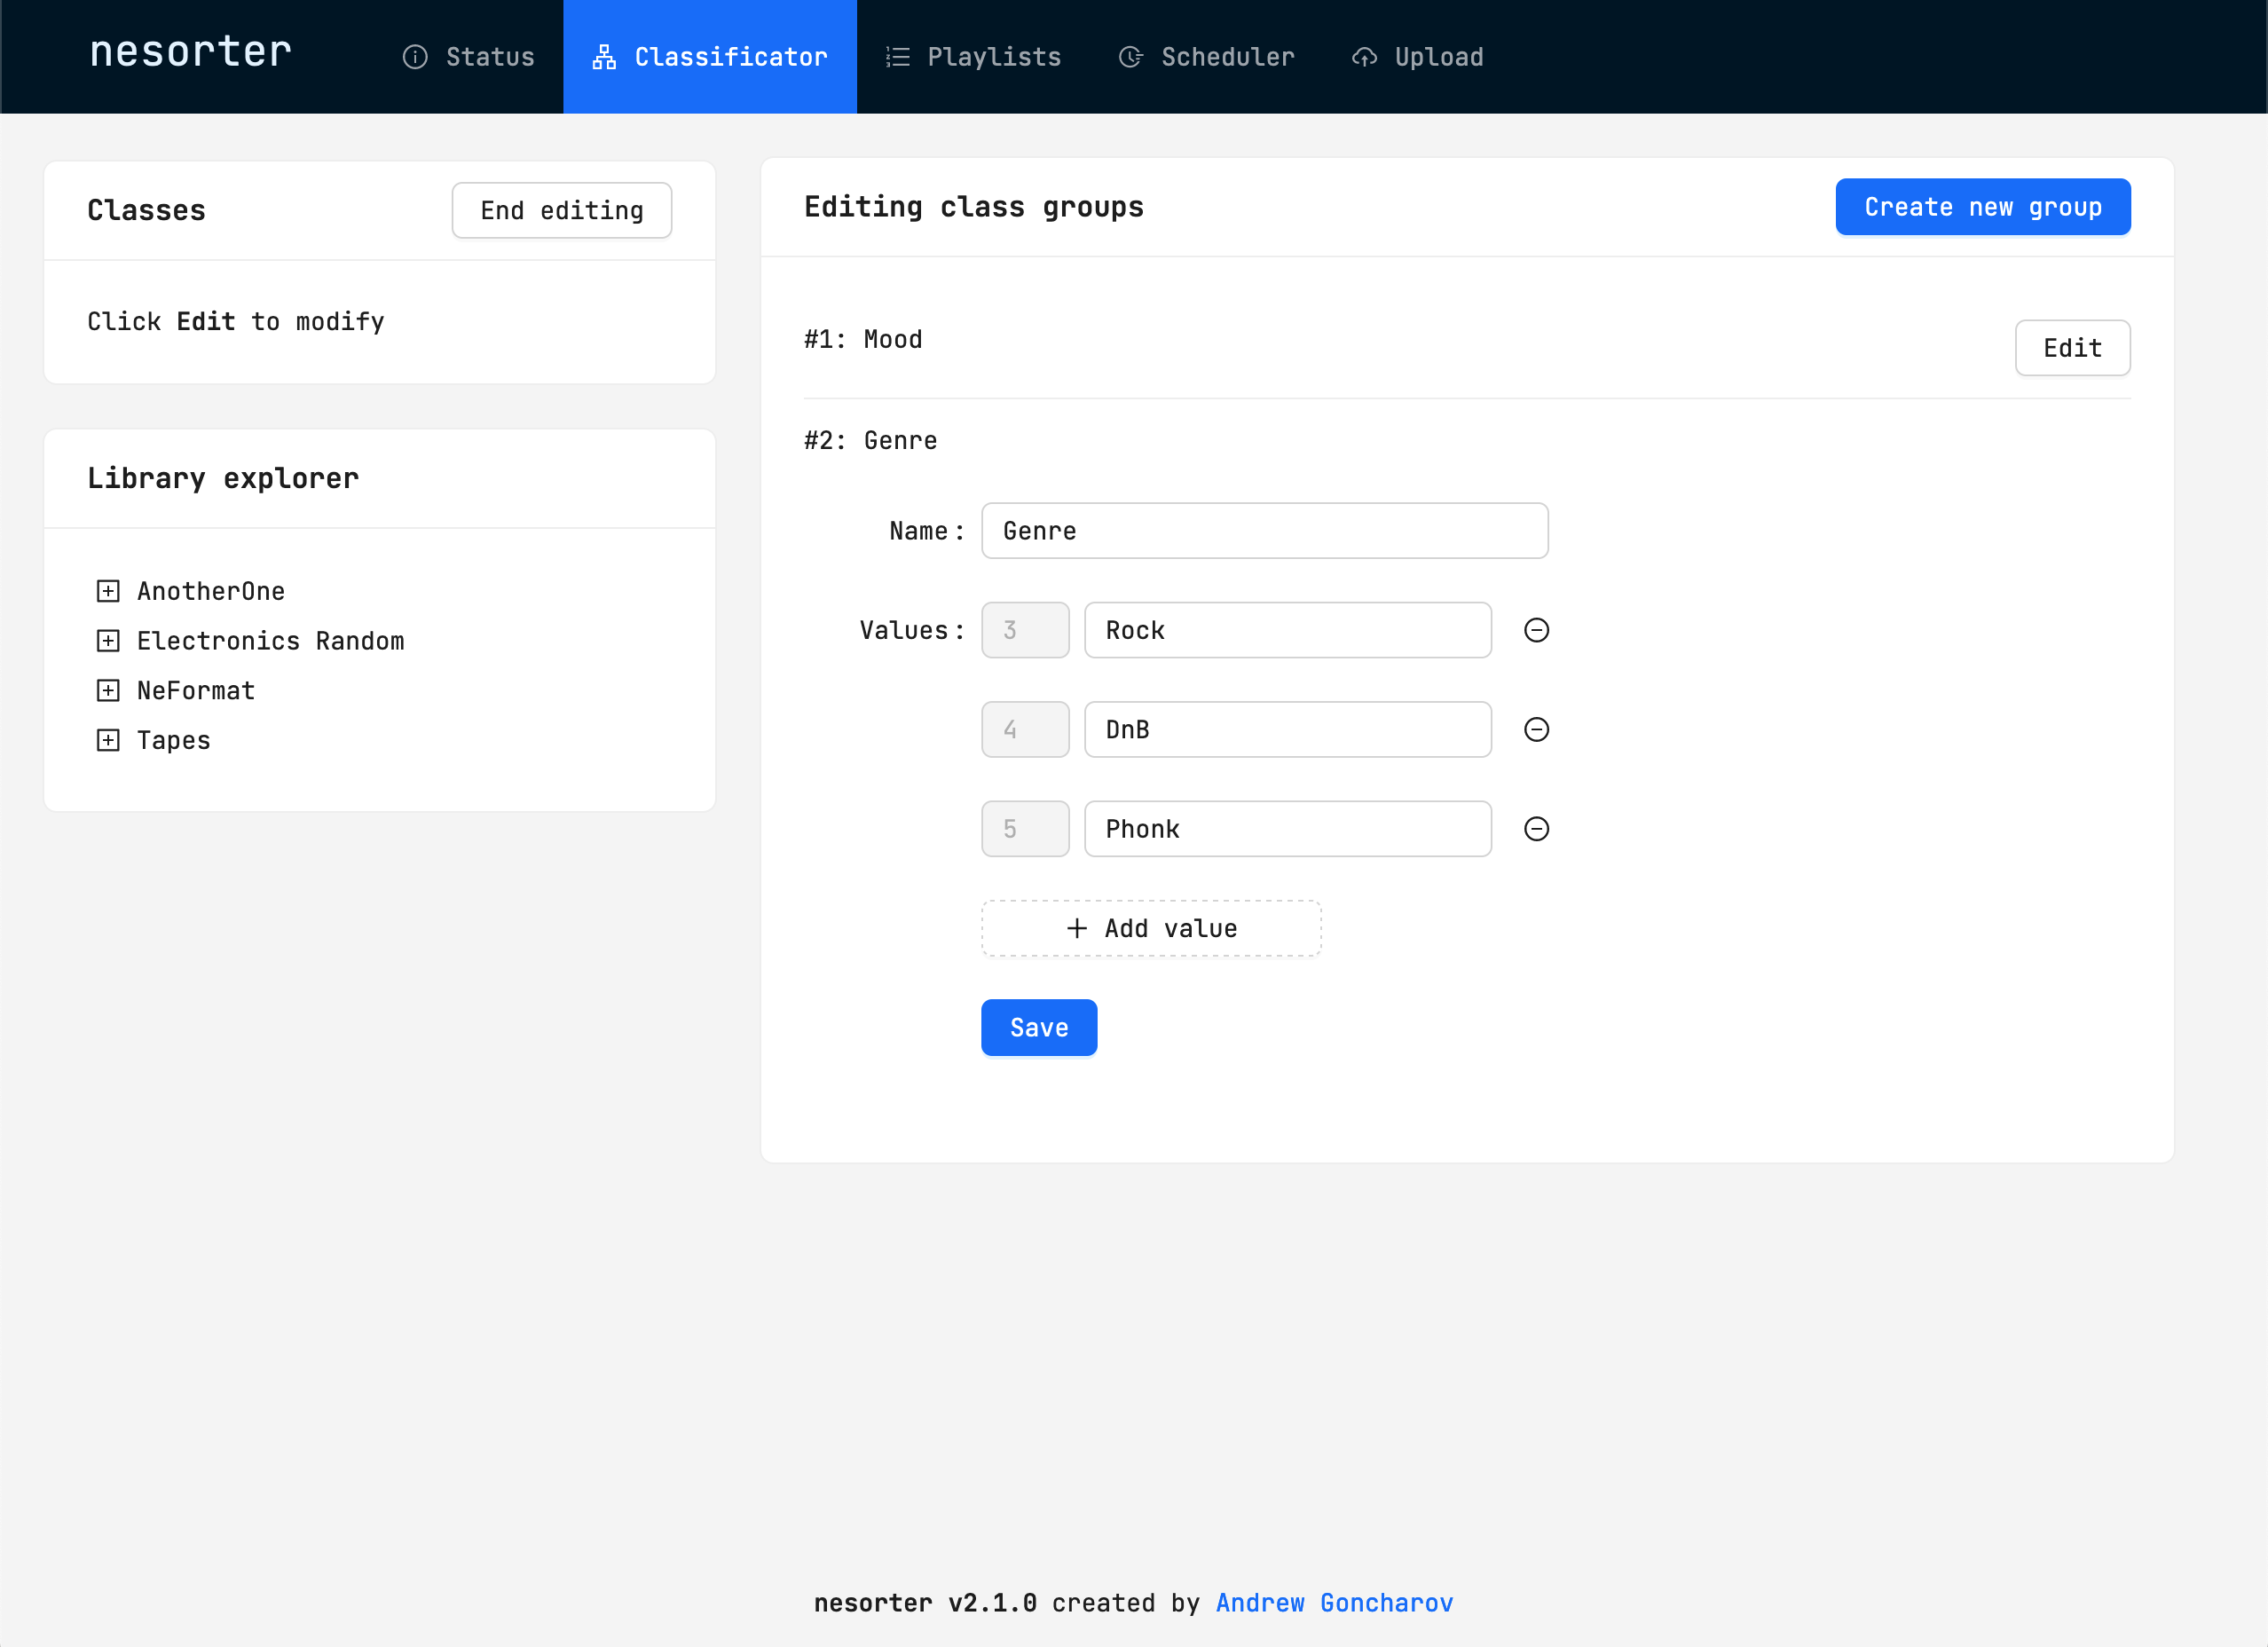 nesorter
Status
Classificator
Playlists
Scheduler
Upload
Classes
End editing
Click Edit to modify
Library explorer
AnotherOne
Electronics Random
NeFormat
Tapes
Editing class groups
Create new group
#1: Mood
Edit
#2: Genre
Name: Genre
Values: 3 Rock
4 DnB
5 Phonk
+ Add value
Save
nesorter v2.1.0 created by Andrew Goncharov